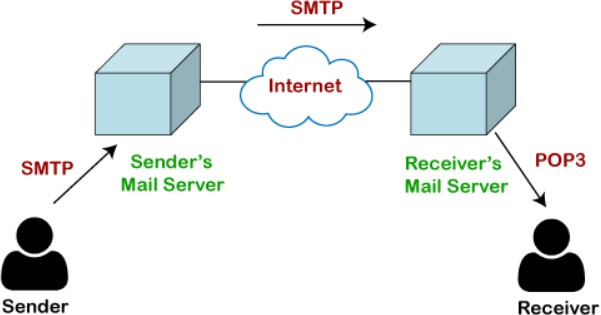 SMTP
Internet
SMTP
Sender's
Mail Server
Receiver's
Mail Server
POP3
Sender
Receiver